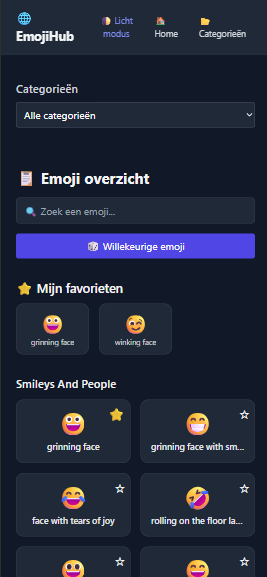 🌐 EmojiHub
🌓 Licht modus
🏠 Home
📂 Categorieën
Categorieën
Alle categorieën
📋 Emoji overzicht
🔍 Zoek een emoji...
🎲 Willekeurige emoji
⭐ Mijn favorieten
grinning face
winking face
Smileys And People
grinning face
grinning face with sm...
face with tears of joy
rolling on the floor la...